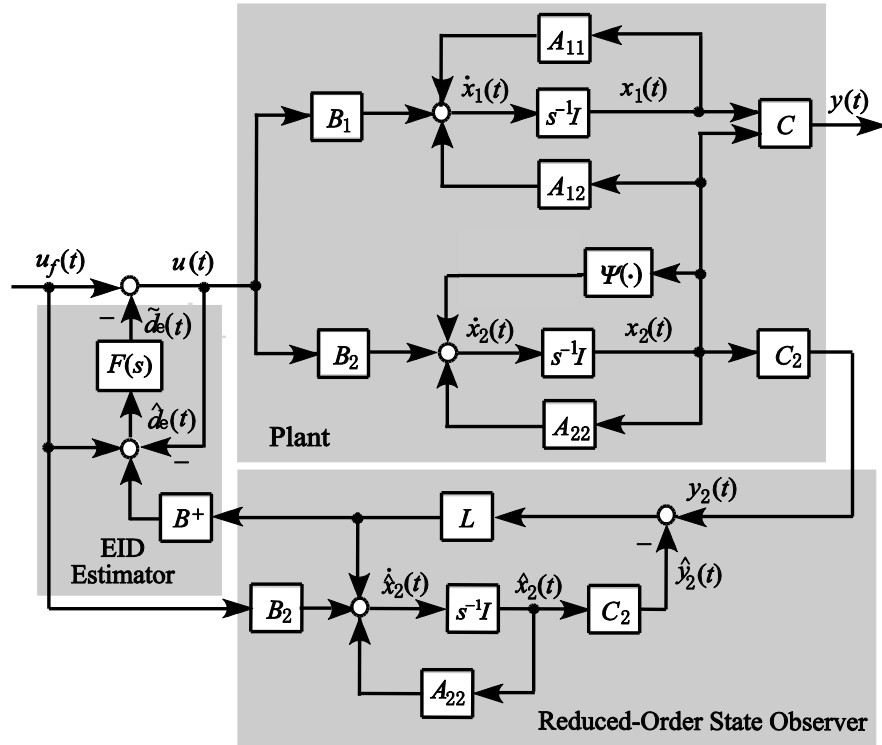 A₁₁
ẋ₁(t)
x₁(t)
y(t)
B₁
s⁻¹I
C
A₁₂
u_f(t)
u(t)
Ψ(·)
ẋ₂(t)
x₂(t)
− d̃ₑ(t)
B₂
s⁻¹I
C₂
F(s)
d̂ₑ(t)
A₂₂
Plant
−
y₂(t)
B⁺
L
EID
Estimator
−
ŷ₂(t)
x̂̇₂(t)
x̂₂(t)
B₂
s⁻¹I
C₂
A₂₂
Reduced-Order State Observer